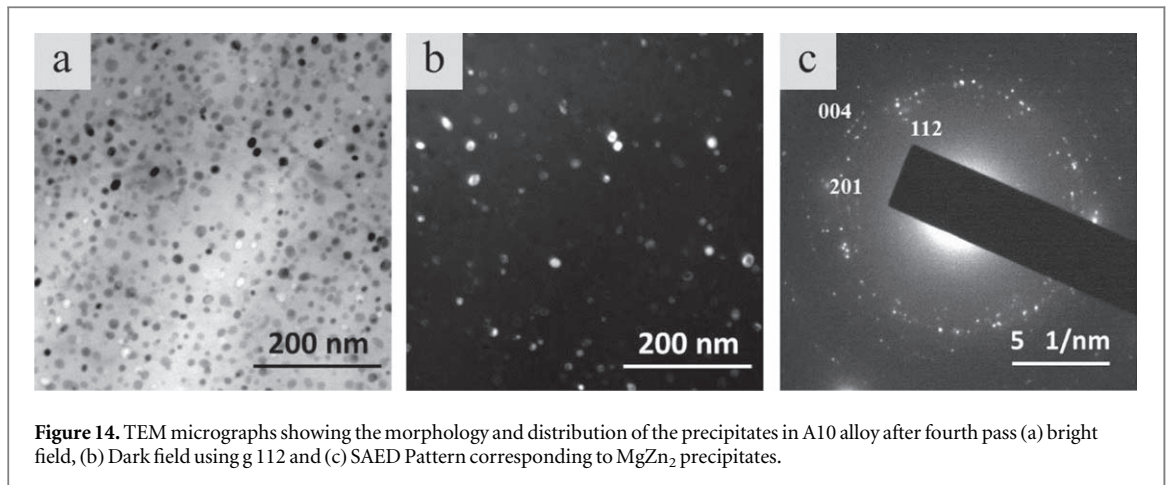 a
b
c
004
112
201
200 nm
200 nm
5 1/nm
Figure 14. TEM micrographs showing the morphology and distribution of the precipitates in A10 alloy after fourth pass (a) bright
field, (b) Dark field using g 112 and (c) SAED Pattern corresponding to MgZn₂ precipitates.